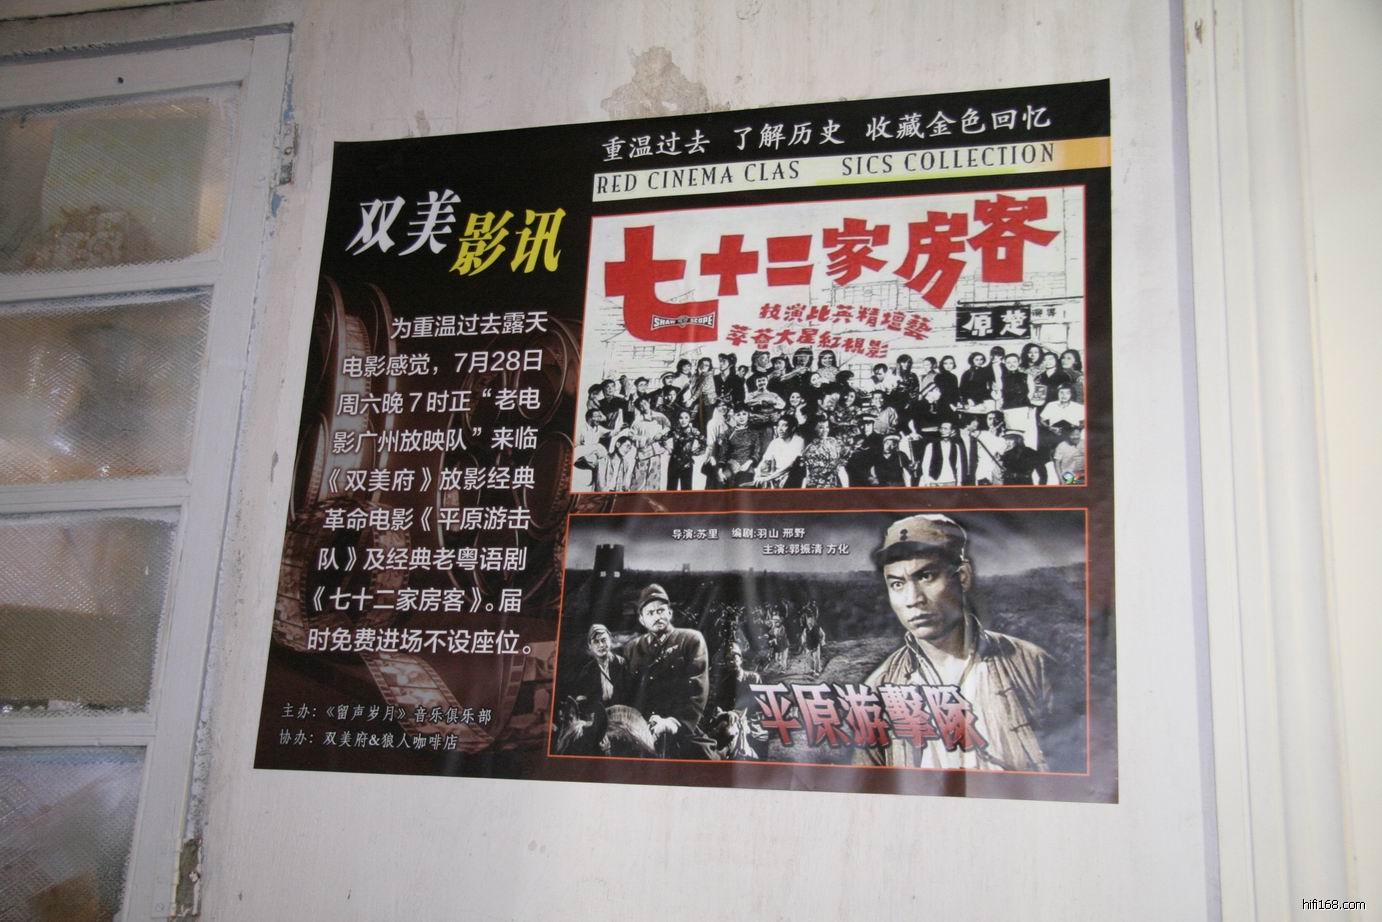 重温过去 了解历史 收藏金色回忆
RED CINEMA CLAS SICS COLLECTION
双美影讯
为重温过去露天
电影感觉，7月28日
周六晚7时正“老电
影广州放映队”来临
《双美府》放影经典
革命电影《平原游击
队》及经典老粤语剧
《七十二家房客》。届
时免费进场不设座位。
主办：《留声岁月》音乐俱乐部
协办：双美府&狼人咖啡店
七十二家房客
SHAW SCOPE
技演比英精壇藝
萃薈大星紅視影
原楚
导演:苏里 编剧:羽山 邢野
主演:郭振清 方化
平原游擊隊
hifi168.com